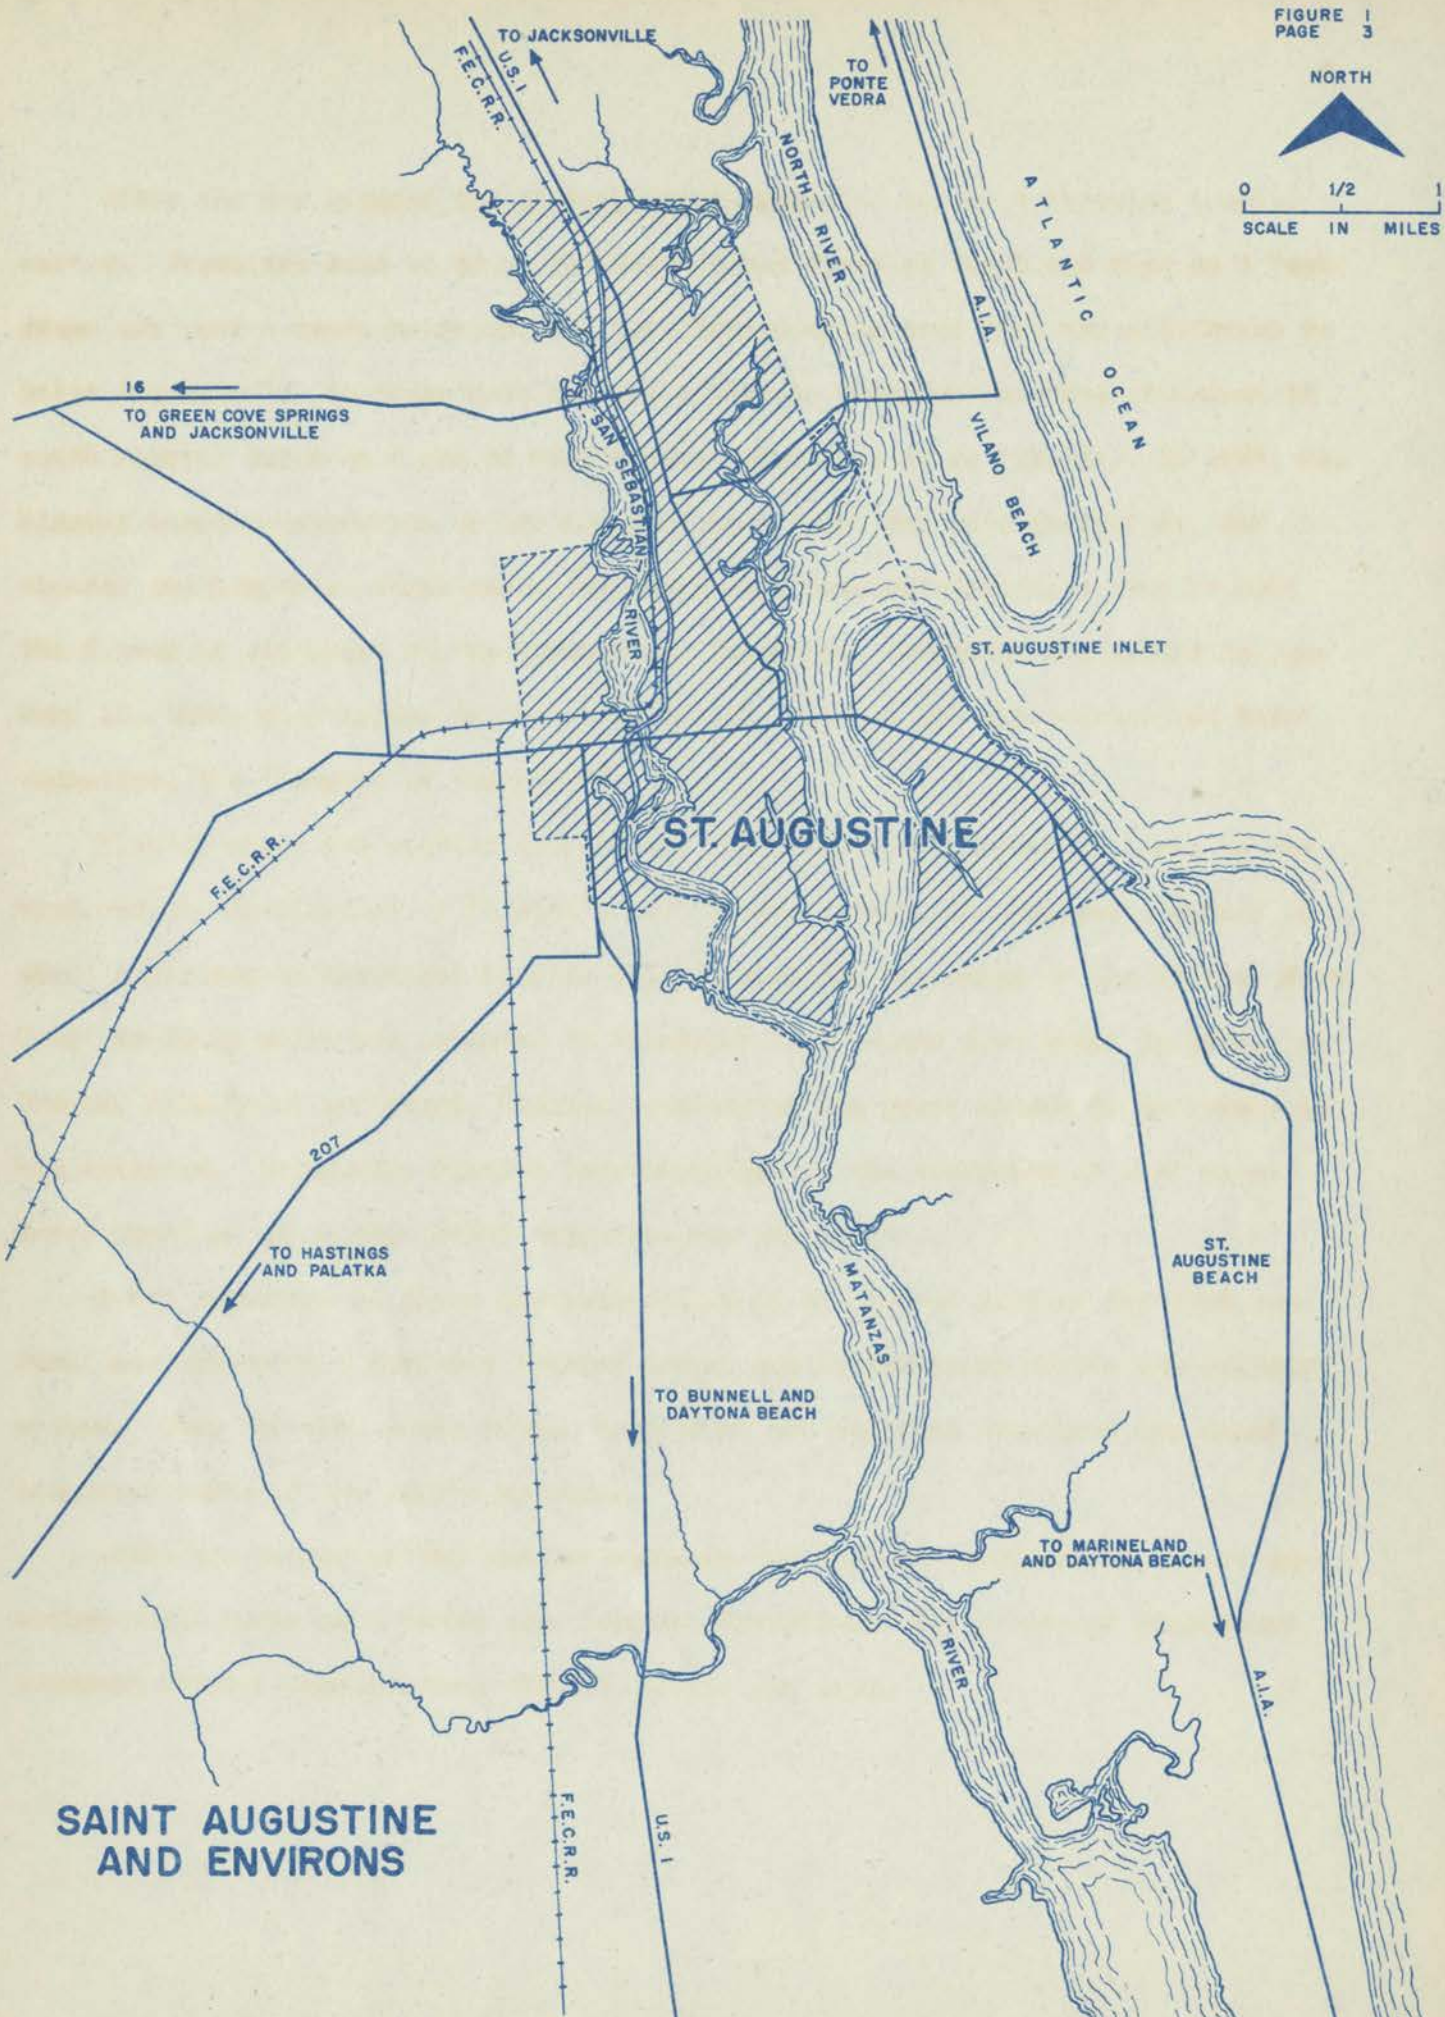 FIGURE 1
PAGE 3
NORTH
0 1/2 1
SCALE IN MILES
TO JACKSONVILLE
U.S. 1
F.E.C.R.R.
TO
PONTE
VEDRA
NORTH
RIVER
ATLANTIC OCEAN
A.I.A.
16
TO GREEN COVE SPRINGS
AND JACKSONVILLE
SAN SEBASTIAN
RIVER
VILANO
BEACH
ST. AUGUSTINE INLET
ST. AUGUSTINE
F.E.C.R.R.
207
TO HASTINGS
AND PALATKA
ST.
AUGUSTINE
BEACH
MATANZAS
TO BUNNELL AND
DAYTONA BEACH
TO MARINELAND
AND DAYTONA BEACH
RIVER
A.I.A.
SAINT AUGUSTINE
AND ENVIRONS
F.E.C.R.R.
U.S. 1